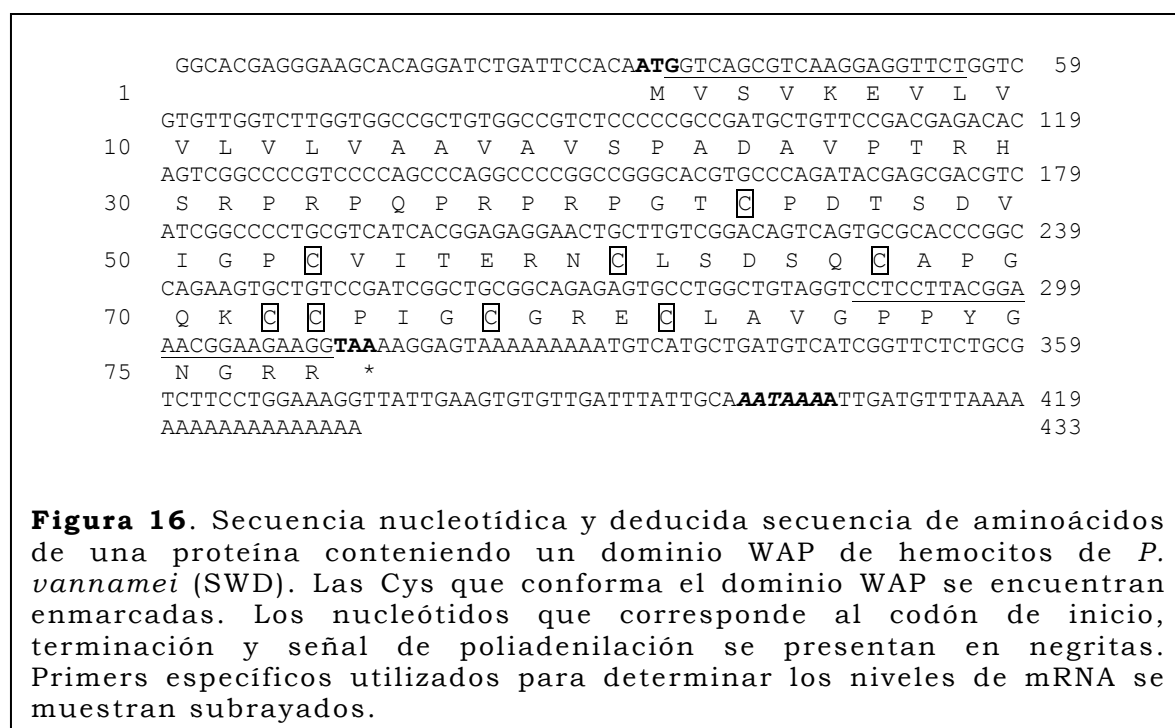 GGCACGAGGGAAGCACAGGATCTGATTCCACAATGGTCAGCGTCAAGGAGGTTCTGGTC 59
1 M V S V K E V L V
GTGTTGGTCTTGGTGGCCGCTGTGGCCGTCTCCCCCGCCGATGCTGTTCCGACGAGACAC 119
10 V L V L V A A V A V S P A D A V P T R H
AGTCGGCCCCGTCCCCAGCCCAGGCCCCGGCCGGGCACGTGCCCAGATACGAGCGACGTC 179
30 S R P R P Q P R P R P G T C P D T S D V
ATCGGCCCCTGCGTCATCACGGAGAGGAACTGCTTGTCGGACAGTCAGTGCGCACCCGGC 239
50 I G P C V I T E R N C L S D S Q C A P G
CAGAAGTGCTGTCCGATCGGCTGCGGCAGAGAGTGCCTGGCTGTAGGTCCTCCTTACGGA 299
70 Q K C C P I G C G R E C L A V G P P Y G
AACGGAAGAAGGTAAAAGGAGTAAAAAAAAATGTCATGCTGATGTCATCGGTTCTCTGCG 359
75 N G R R *
TCTTCCTGGAAAGGTTATTGAAGTGTGTTGATTTATTGCAAATAAAAATTGATGTTTAAAA 419
AAAAAAAAAAAAAA 433
Figura 16. Secuencia nucleotídica y deducida secuencia de aminoácidos
de una proteína conteniendo un dominio WAP de hemocitos de P.
vannamei (SWD). Las Cys que conforma el dominio WAP se encuentran
enmarcadas. Los nucleótidos que corresponde al codón de inicio,
terminación y señal de poliadenilación se presentan en negritas.
Primers específicos utilizados para determinar los niveles de mRNA se
muestran subrayados.